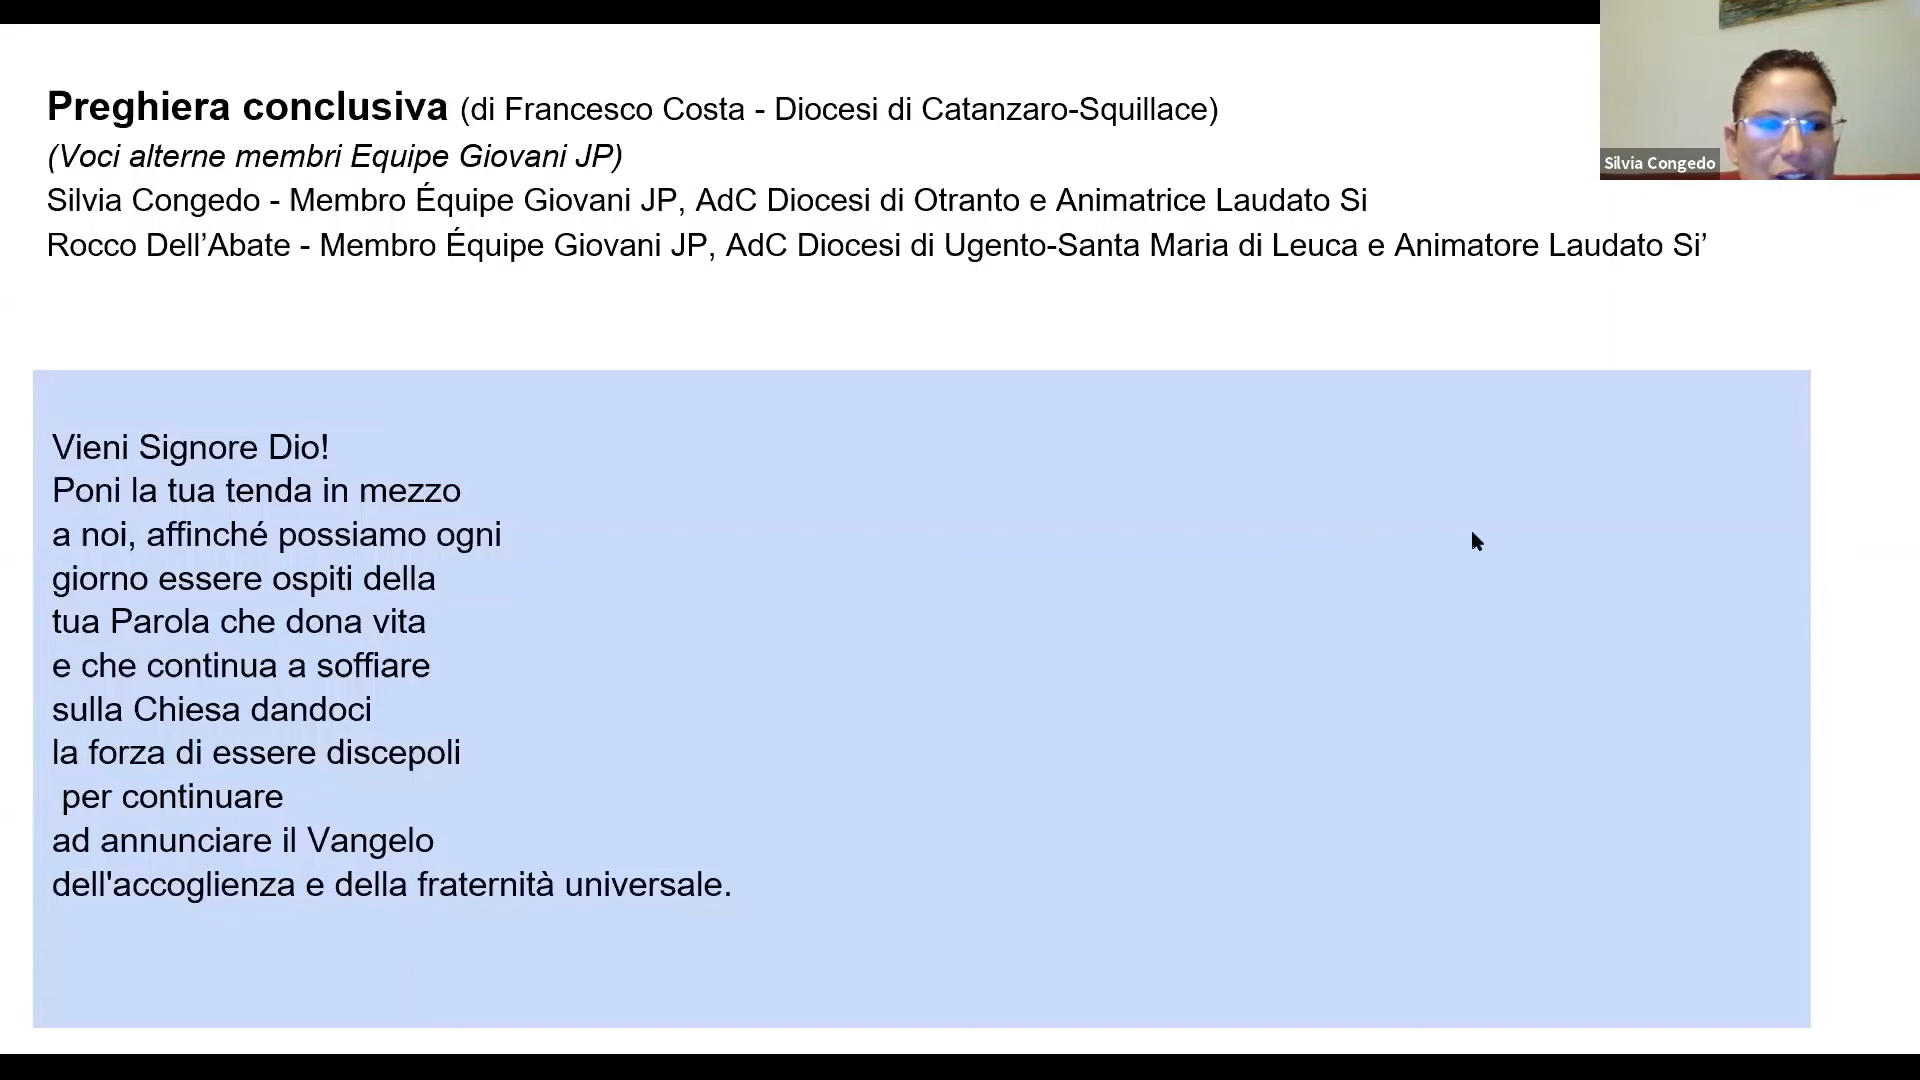 Preghiera conclusiva (di Francesco Costa - Diocesi di Catanzaro-Squillace)
(Voci alterne membri Equipe Giovani JP)
Silvia Congedo - Membro Équipe Giovani JP, AdC Diocesi di Otranto e Animatrice Laudato Si
Rocco Dell’Abate - Membro Équipe Giovani JP, AdC Diocesi di Ugento-Santa Maria di Leuca e Animatore Laudato Si’
Silvia Congedo
Vieni Signore Dio!
Poni la tua tenda in mezzo
a noi, affinché possiamo ogni
giorno essere ospiti della
tua Parola che dona vita
e che continua a soffiare
sulla Chiesa dandoci
la forza di essere discepoli
per continuare
ad annunciare il Vangelo
dell'accoglienza e della fraternità universale.